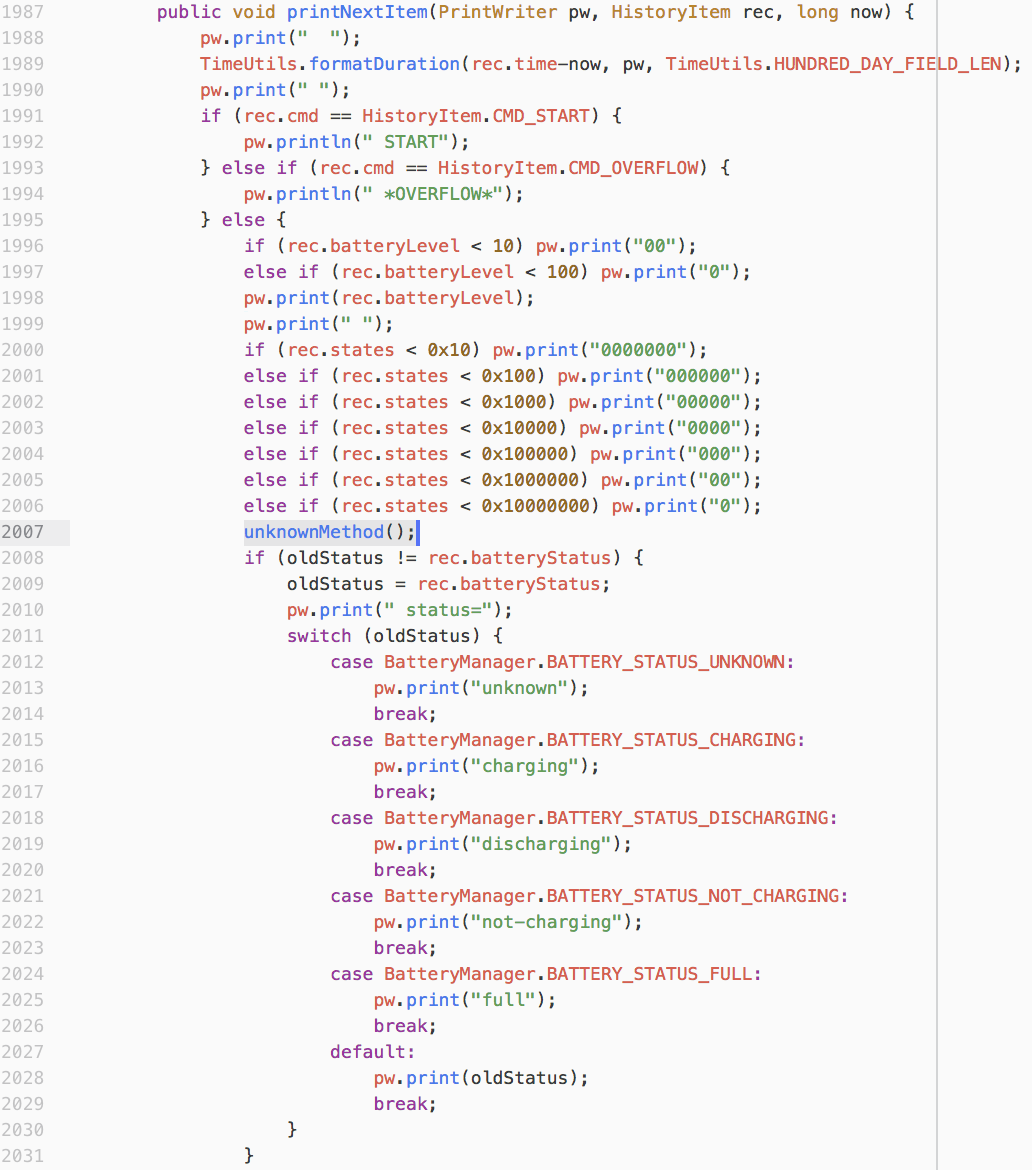 1987 public void printNextItem(PrintWriter pw, HistoryItem rec, long now) {
1988 pw.print("  ");
1989 TimeUtils.formatDuration(rec.time-now, pw, TimeUtils.HUNDRED_DAY_FIELD_LEN);
1990 pw.print(" ");
1991 if (rec.cmd == HistoryItem.CMD_START) {
1992 pw.println(" START");
1993 } else if (rec.cmd == HistoryItem.CMD_OVERFLOW) {
1994 pw.println(" *OVERFLOW*");
1995 } else {
1996 if (rec.batteryLevel < 10) pw.print("00");
1997 else if (rec.batteryLevel < 100) pw.print("0");
1998 pw.print(rec.batteryLevel);
1999 pw.print(" ");
2000 if (rec.states < 0x10) pw.print("0000000");
2001 else if (rec.states < 0x100) pw.print("000000");
2002 else if (rec.states < 0x1000) pw.print("00000");
2003 else if (rec.states < 0x10000) pw.print("0000");
2004 else if (rec.states < 0x100000) pw.print("000");
2005 else if (rec.states < 0x1000000) pw.print("00");
2006 else if (rec.states < 0x10000000) pw.print("0");
2007 unknownMethod();
2008 if (oldStatus != rec.batteryStatus) {
2009 oldStatus = rec.batteryStatus;
2010 pw.print(" status=");
2011 switch (oldStatus) {
2012 case BatteryManager.BATTERY_STATUS_UNKNOWN:
2013 pw.print("unknown");
2014 break;
2015 case BatteryManager.BATTERY_STATUS_CHARGING:
2016 pw.print("charging");
2017 break;
2018 case BatteryManager.BATTERY_STATUS_DISCHARGING:
2019 pw.print("discharging");
2020 break;
2021 case BatteryManager.BATTERY_STATUS_NOT_CHARGING:
2022 pw.print("not-charging");
2023 break;
2024 case BatteryManager.BATTERY_STATUS_FULL:
2025 pw.print("full");
2026 break;
2027 default:
2028 pw.print(oldStatus);
2029 break;
2030 }
2031 }